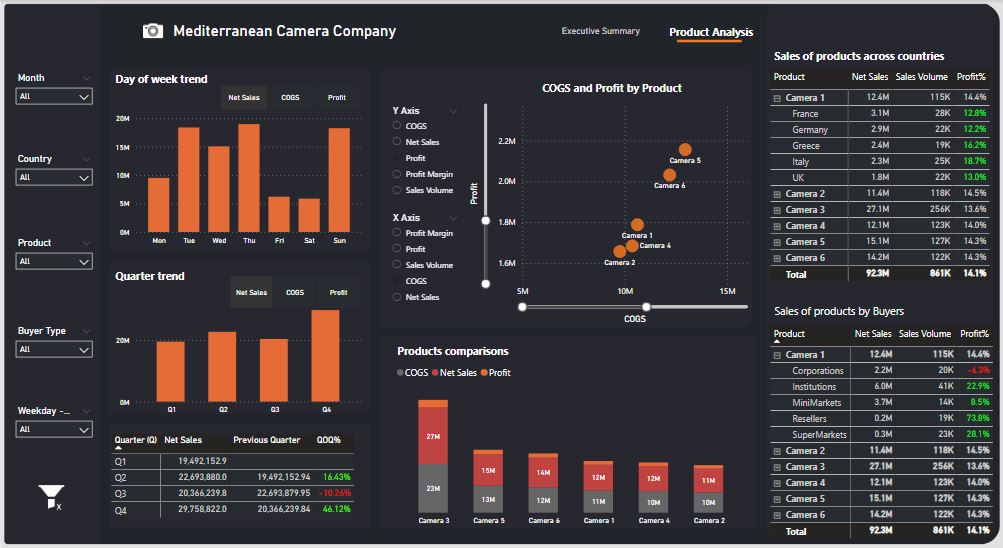 Mediterranean Camera Company
Executive Summary
Product Analysis
Month
All
Country
All
Product
All
Buyer Type
All
Weekday -...
All
x
Day of week trend
Net Sales COGS Profit
20M
15M
10M
5M
0M
Mon Tue Wed Thu Fri Sat Sun
Quarter trend
Net Sales COGS Profit
20M
0M
Q1 Q2 Q3 Q4
Quarter (Q) Net Sales Previous Quarter QOQ%
Q1 19,492,152.9
Q2 22,693,880.0 19,492,152.94 16.43%
Q3 20,366,239.8 22,693,879.95 -10.26%
Q4 29,758,822.0 20,366,239.84 46.12%
Y Axis
COGS
Net Sales
Profit
Profit Margin
Sales Volume
X Axis
Profit Margin
Profit
Sales Volume
COGS
Net Sales
COGS and Profit by Product
Profit
2.2M
2.0M
1.8M
1.6M
Camera 5
Camera 6
Camera 1
Camera 4
Camera 2
5M 10M 15M
COGS
Products comparisons
COGS Net Sales Profit
27M 15M 14M 12M 12M 11M
23M 13M 12M 11M 10M 10M
Camera 3 Camera 5 Camera 6 Camera 1 Camera 4 Camera 2
Sales of products across countries
Product Net Sales Sales Volume Profit%
Camera 1 12.4M 115K 14.4%
France 3.1M 28K 12.8%
Germany 2.9M 22K 12.2%
Greece 2.4M 19K 16.2%
Italy 2.3M 25K 18.7%
UK 1.8M 22K 13.0%
Camera 2 11.4M 118K 14.5%
Camera 3 27.1M 256K 13.6%
Camera 4 12.1M 123K 14.0%
Camera 5 15.1M 127K 14.3%
Camera 6 14.2M 122K 14.3%
Total 92.3M 861K 14.1%
Sales of products by Buyers
Product Net Sales Sales Volume Profit%
Camera 1 12.4M 115K 14.4%
Corporations 2.2M 20K -6.3%
Institutions 6.0M 41K 22.9%
MiniMarkets 3.7M 14K 8.5%
Resellers 0.2M 19K 73.8%
SuperMarkets 0.3M 23K 28.1%
Camera 2 11.4M 118K 14.5%
Camera 3 27.1M 256K 13.6%
Camera 4 12.1M 123K 14.0%
Camera 5 15.1M 127K 14.3%
Camera 6 14.2M 122K 14.3%
Total 92.3M 861K 14.1%